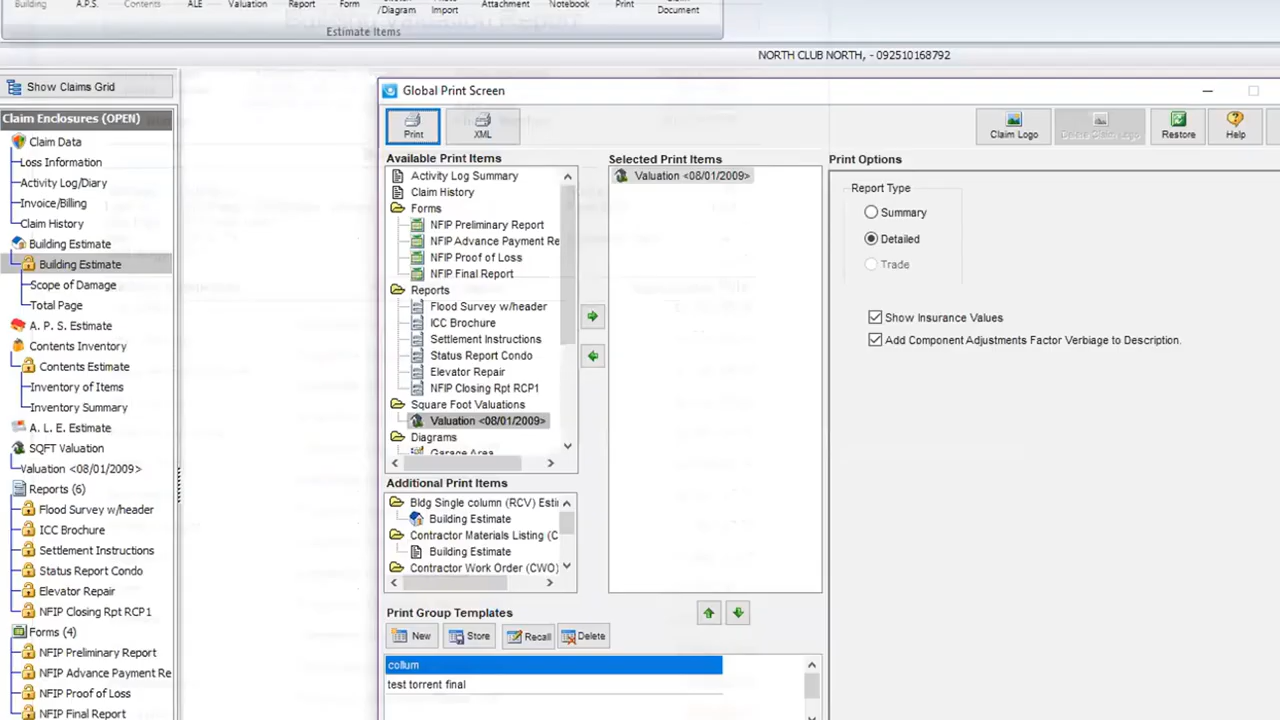 Building A.P.S. Contents ALE Valuation Report Form /Diagram Import Attachment Notebook Print Document
Estimate Items
NORTH CLUB NORTH, - 092510168792
Show Claims Grid
Claim Enclosures (OPEN)
Claim Data
Loss Information
Activity Log/Diary
Invoice/Billing
Claim History
Building Estimate
Building Estimate
Scope of Damage
Total Page
A. P. S. Estimate
Contents Inventory
Contents Estimate
Inventory of Items
Inventory Summary
A. L. E. Estimate
SQFT Valuation
Valuation <08/01/2009>
Reports (6)
Flood Survey w/header
ICC Brochure
Settlement Instructions
Status Report Condo
Elevator Repair
NFIP Closing Rpt RCP1
Forms (4)
NFIP Preliminary Report
NFIP Advance Payment Re
NFIP Proof of Loss
NFIP Final Report
Global Print Screen
Print XML Claim Logo Delete Claim Logo Restore Help
Available Print Items
Activity Log Summary
Claim History
Forms
NFIP Preliminary Report
NFIP Advance Payment Re
NFIP Proof of Loss
NFIP Final Report
Reports
Flood Survey w/header
ICC Brochure
Settlement Instructions
Status Report Condo
Elevator Repair
NFIP Closing Rpt RCP1
Square Foot Valuations
Valuation <08/01/2009>
Diagrams
Garage Area
Additional Print Items
Bldg Single column (RCV) Esti
Building Estimate
Contractor Materials Listing (C
Building Estimate
Contractor Work Order (CWO)
Print Group Templates
New Store Recall Delete
collum
test torrent final
Selected Print Items
Valuation <08/01/2009>
Print Options
Report Type
Summary
Detailed
Trade
Show Insurance Values
Add Component Adjustments Factor Verbiage to Description.